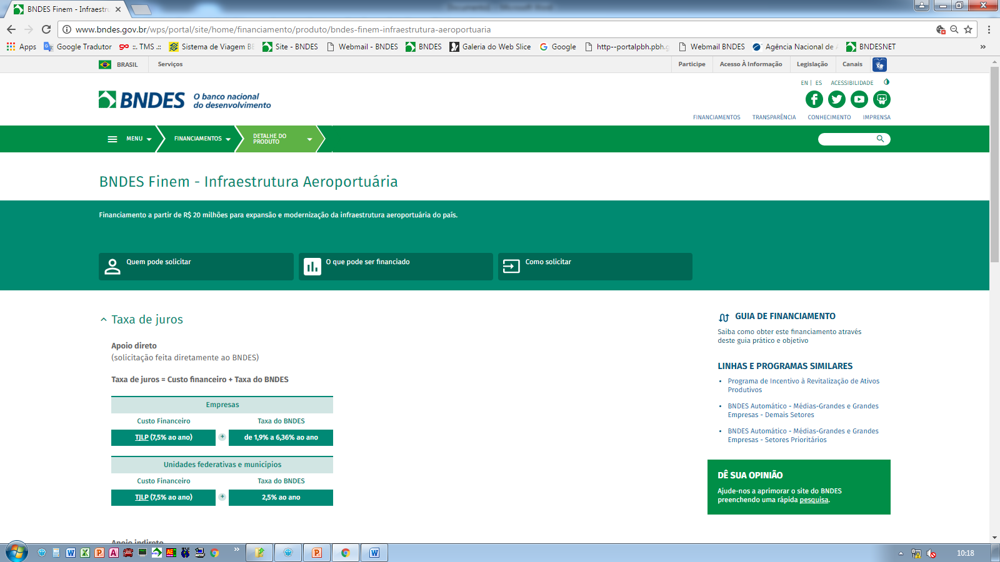 BNDES Finem - Infraestru
www.bndes.gov.br/wps/portal/site/home/financiamento/produto/bndes-finem-infraestrutura-aeroportuaria
Apps Google Tradutor ::. TMS .:: Sistema de Viagem BB Site - BNDES Webmail - BNDES BNDES Galeria do Web Slice Google http--portalpbh.pbh.g Webmail BNDES Agência Nacional de BNDESNET »
BRASIL Serviços Participe Acesso À Informação Legislação Canais
EN | ES ACESSIBILIDADE
BNDES O banco nacional
do desenvolvimento
FINANCIAMENTOS TRANSPARÊNCIA CONHECIMENTO IMPRENSA
MENU FINANCIAMENTOS DETALHE DO
PRODUTO
BNDES Finem - Infraestrutura Aeroportuária
Financiamento a partir de R$ 20 milhões para expansão e modernização da infraestrutura aeroportuária do país.
Quem pode solicitar O que pode ser financiado Como solicitar
Taxa de juros
Apoio direto
(solicitação feita diretamente ao BNDES)
Taxa de juros = Custo financeiro + Taxa do BNDES
Empresas
Custo Financeiro Taxa do BNDES
TJLP (7,5% ao ano) + de 1,9% a 6,36% ao ano
Unidades federativas e municípios
Custo Financeiro Taxa do BNDES
TJLP (7,5% ao ano) + 2,5% ao ano
Apoio indireto
GUIA DE FINANCIAMENTO
Saiba como obter este financiamento através
deste guia prático e objetivo
LINHAS E PROGRAMAS SIMILARES
• Programa de Incentivo à Revitalização de Ativos
Produtivos
• BNDES Automático - Médias-Grandes e Grandes
Empresas - Demais Setores
• BNDES Automático - Médias-Grandes e Grandes
Empresas - Setores Prioritários
DÊ SUA OPINIÃO
Ajude-nos a aprimorar o site do BNDES
preenchendo uma rápida pesquisa.
10:18